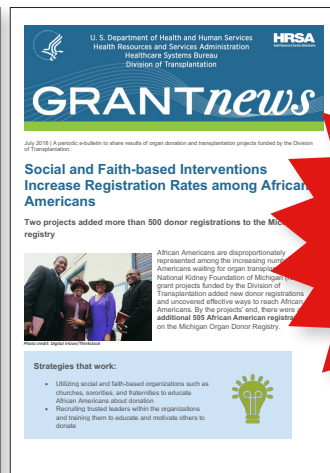 U. S. Department of Health and Human Services
Health Resources and Services Administration
Healthcare Systems Bureau
Division of Transplantation
HRSA
GRANTnews
July 2018 | A periodic e-bulletin to share results of organ donation and transplantation projects funded by the Division
of Transplantation.
Social and Faith-based Interventions
Increase Registration Rates among African
Americans
Two projects added more than 500 donor registrations to the
registry
African Americans are disproportionately
represented among the increasing
Americans waiting for organ
National Kidney Foundation of Michigan
grant projects funded by the Division of
Transplantation added new donor registrations
and uncovered effective ways to reach African
Americans. By the projects' end, there were
additional 505 African American
on the Michigan Organ Donor Registry.
Photo credit: Digital Vision/Thinkstock
Strategies that work:
• Utilizing social and faith-based organizations such as
churches, sororities, and fraternities to educate
African Americans about donation
• Recruiting trusted leaders within the organizations
and training them to educate and motivate others to
donate